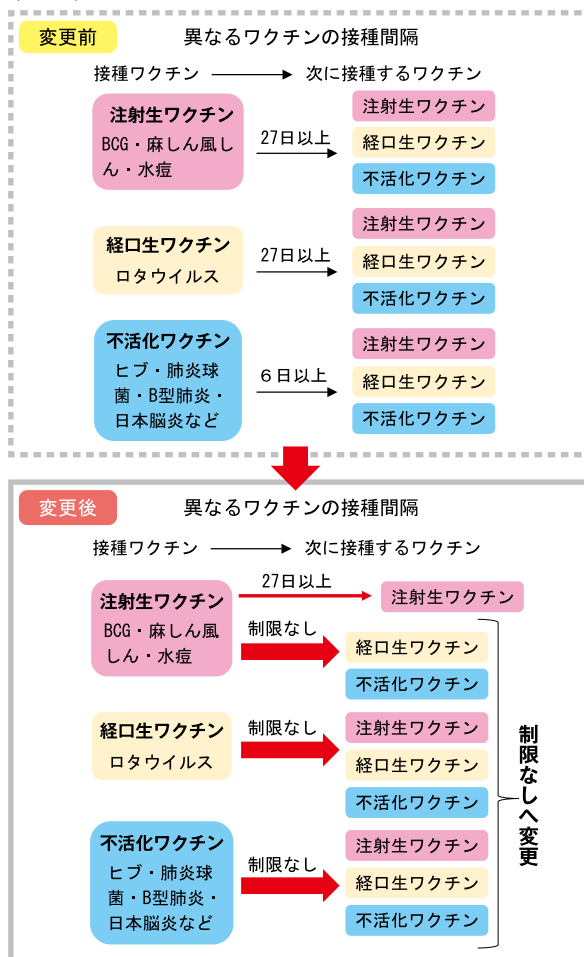 変更前
異なるワクチンの接種間隔
接種ワクチン
次に接種するワクチン
注射生ワクチン
BCG・麻しん風し
ん・水痘
27日以上
注射生ワクチン
経口生ワクチン
不活化ワクチン
経口生ワクチン
ロタウイルス
27日以上
注射生ワクチン
経口生ワクチン
不活化ワクチン
不活化ワクチン
ヒブ・肺炎球
菌・B型肺炎・
日本脳炎など
６日以上
注射生ワクチン
経口生ワクチン
不活化ワクチン
変更後
異なるワクチンの接種間隔
接種ワクチン
次に接種するワクチン
注射生ワクチン
BCG・麻しん風
しん・水痘
27日以上
注射生ワクチン
制限なし
経口生ワクチン
不活化ワクチン
経口生ワクチン
ロタウイルス
制限なし
注射生ワクチン
経口生ワクチン
不活化ワクチン
不活化ワクチン
ヒブ・肺炎球
菌・B型肺炎・
日本脳炎など
制限なし
注射生ワクチン
経口生ワクチン
不活化ワクチン
制限なしへ変更